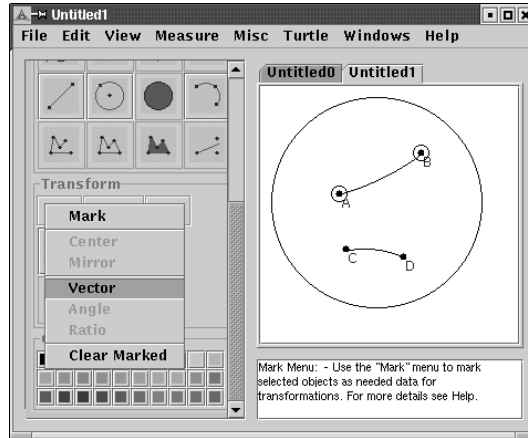 Untitled1
File Edit View Measure Misc Turtle Windows Help
Untitled0 Untitled1
Transform
Mark
Center
Mirror
Vector
Angle
Ratio
Clear Marked
B
A
C
D
Mark Menu: - Use the "Mark" menu to mark
selected objects as needed data for
transformations. For more details see Help.